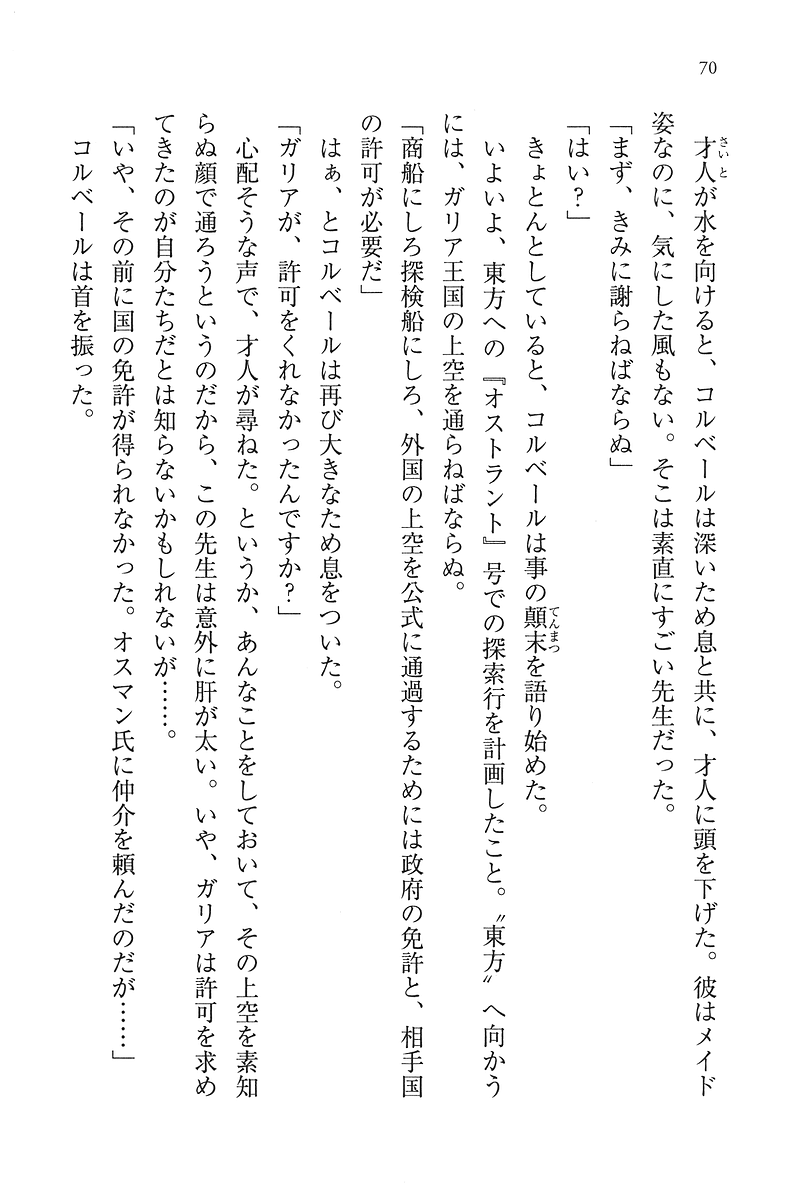 70
才人が水を向けると、コルベールは深いため息と共に、才人に頭を下げた。彼はメイド
姿なのに、気にした風もない。そこは素直にすごい先生だった。
「まず、きみに謝らねばならぬ」
「はい？」
きょとんとしていると、コルベールは事の顛末を語り始めた。
いよいよ、東方への『オストラント』号での探索行を計画したこと。〝東方〟へ向かう
には、ガリア王国の上空を通らねばならぬ。
「商船にしろ探検船にしろ、外国の上空を公式に通過するためには政府の免許と、相手国
の許可が必要だ」
はぁ、とコルベールは再び大きなため息をついた。
「ガリアが、許可をくれなかったんですか？」
心配そうな声で、才人が尋ねた。というか、あんなことをしておいて、その上空を素知
らぬ顔で通ろうというのだから、この先生は意外に肝が太い。いや、ガリアは許可を求め
てきたのが自分たちだとは知らないかもしれないが……。
「いや、その前に国の免許が得られなかった。オスマン氏に仲介を頼んだのだが……」
コルベールは首を振った。